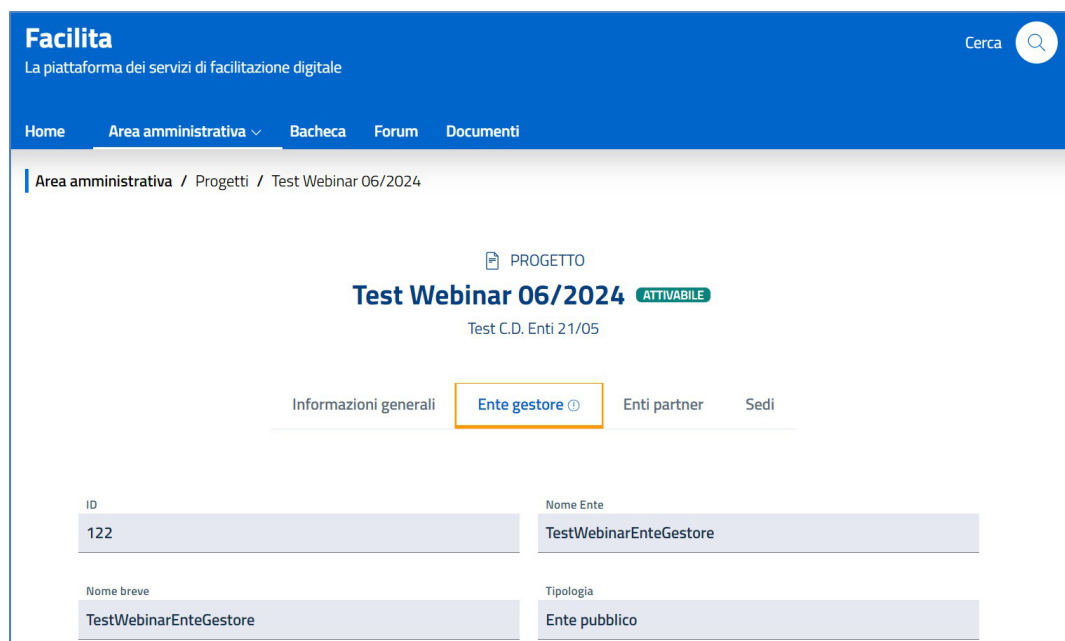 Facilita
La piattaforma dei servizi di facilitazione digitale
Cerca
Home Area amministrativa Bacheca Forum Documenti
Area amministrativa / Progetti / Test Webinar 06/2024
PROGETTO
Test Webinar 06/2024 ATTIVABILE
Test C.D. Enti 21/05
Informazioni generali Ente gestore Enti partner Sedi
ID Nome Ente
122 TestWebinarEnteGestore
Nome breve Tipologia
TestWebinarEnteGestore Ente pubblico